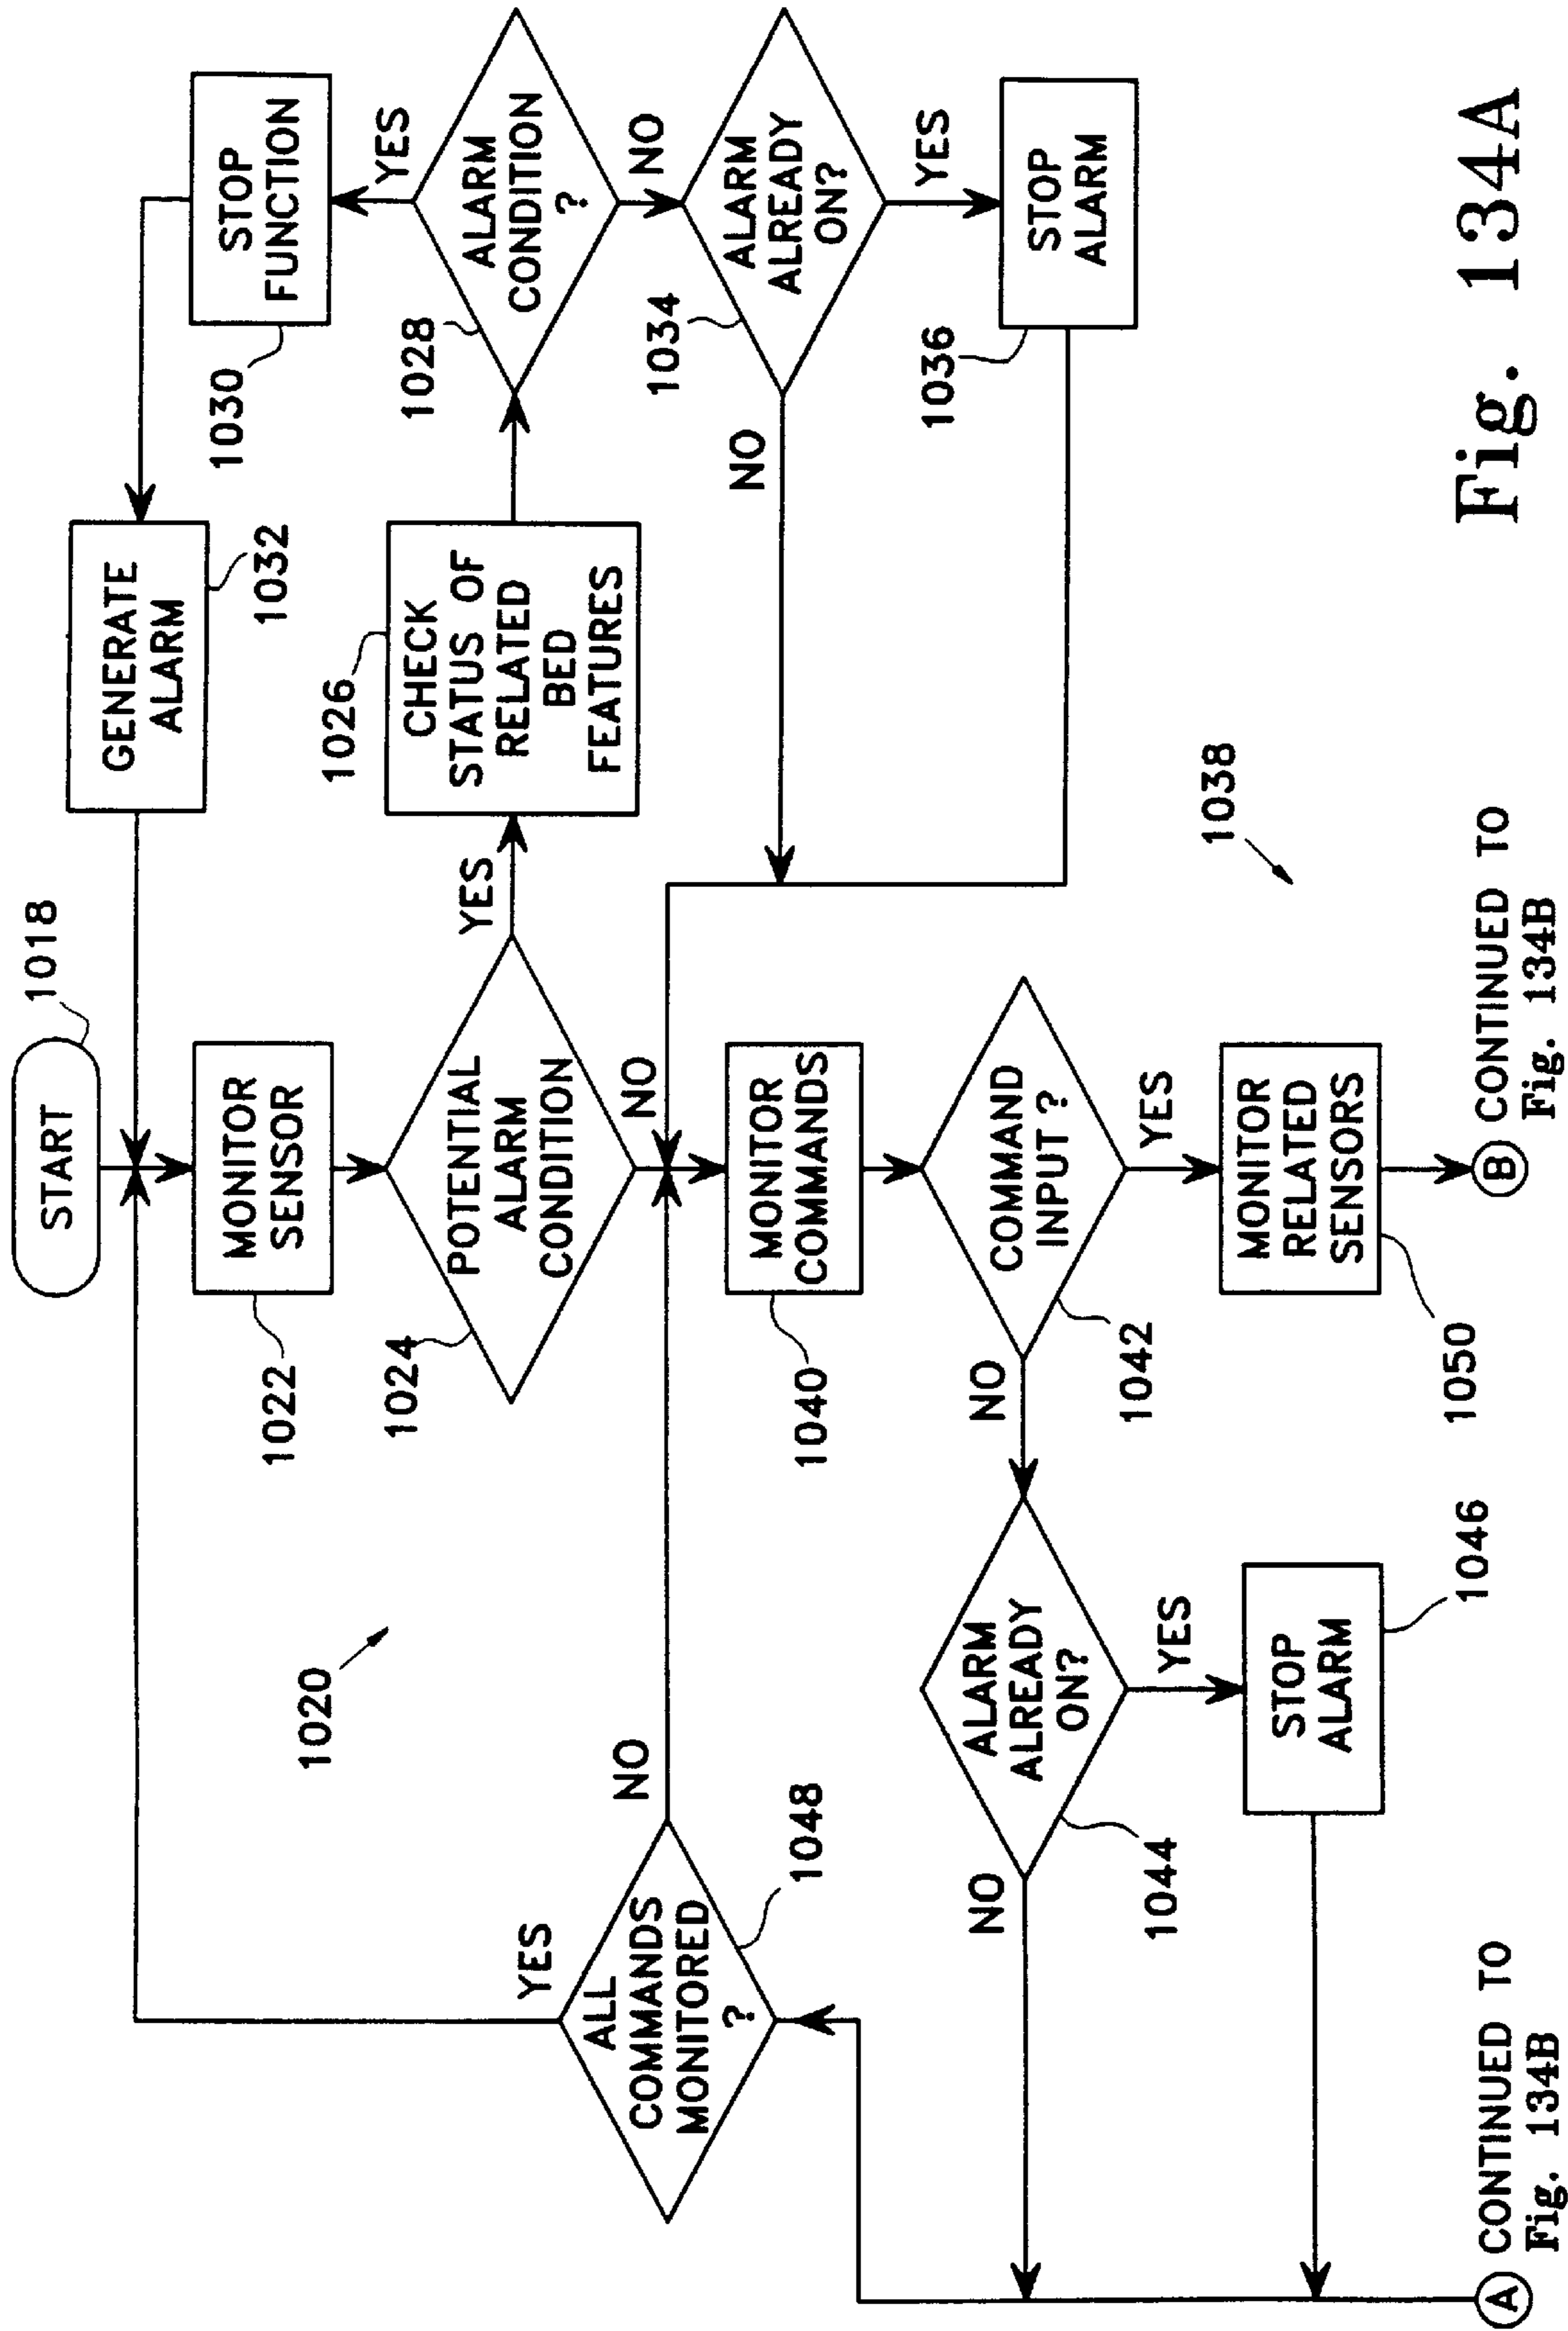 START
1018
MONITOR
SENSOR
1022
POTENTIAL
ALARM
CONDITION
1024
YES
NO
CHECK
STATUS OF
RELATED
BED
FEATURES
1026
ALARM
CONDITION
?
1028
YES
NO
STOP
FUNCTION
1030
GENERATE
ALARM
1032
ALARM
ALREADY
ON?
1034
NO
YES
STOP
ALARM
1036
1020
1038
MONITOR
COMMANDS
1040
COMMAND
INPUT ?
1042
NO
YES
MONITOR
RELATED
SENSORS
1050
B CONTINUED TO
Fig. 134B
ALARM
ALREADY
ON?
1044
NO
YES
STOP
ALARM
1046
ALL
COMMANDS
MONITORED
?
1048
YES
NO
A CONTINUED TO
Fig. 134B
Fig. 134A